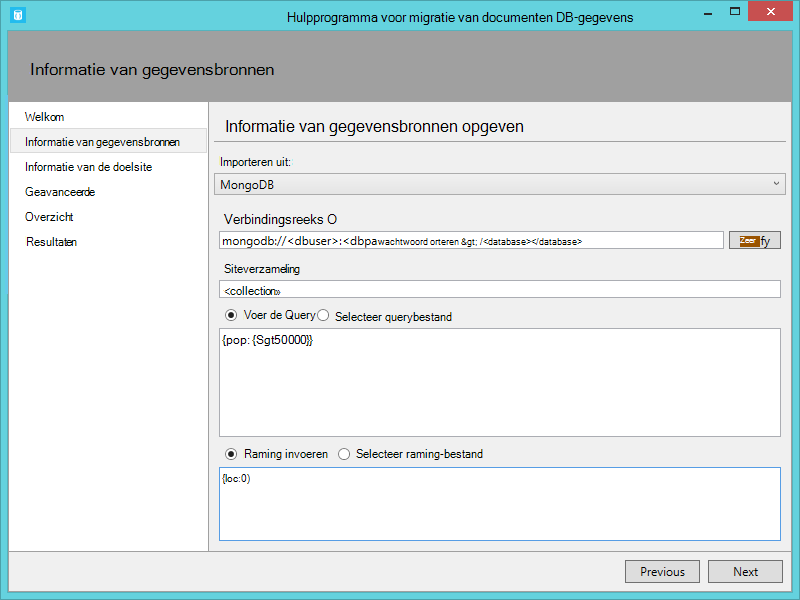 Hulpprogramma voor migratie van documenten DB-gegevens
Informatie van gegevensbronnen
Welkom
Informatie van gegevensbronnen
Informatie van de doelsite
Geavanceerde
Overzicht
Resultaten
Informatie van gegevensbronnen opgeven
Importeren uit:
MongoDB
Verbindingsreeks O
mongodb://<dbuser>:<dbpawachtwoord orteren &gt; /<database></database>
Zeer fy
Siteverzameling
<collection»
Voer de Query Selecteer querybestand
{pop: {Sgt50000}}
Raming invoeren Selecteer raming-bestand
{loc:0)
Previous Next